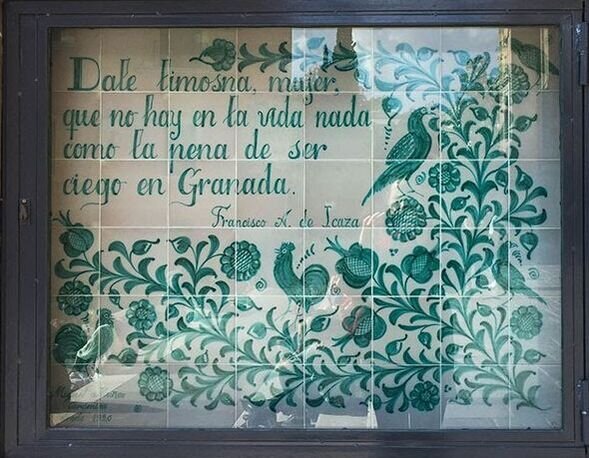 Dale limosna, mujer,
que no hay en la vida nada
como la pena de ser
ciego en Granada.
Francisco A. de Icaza
1980